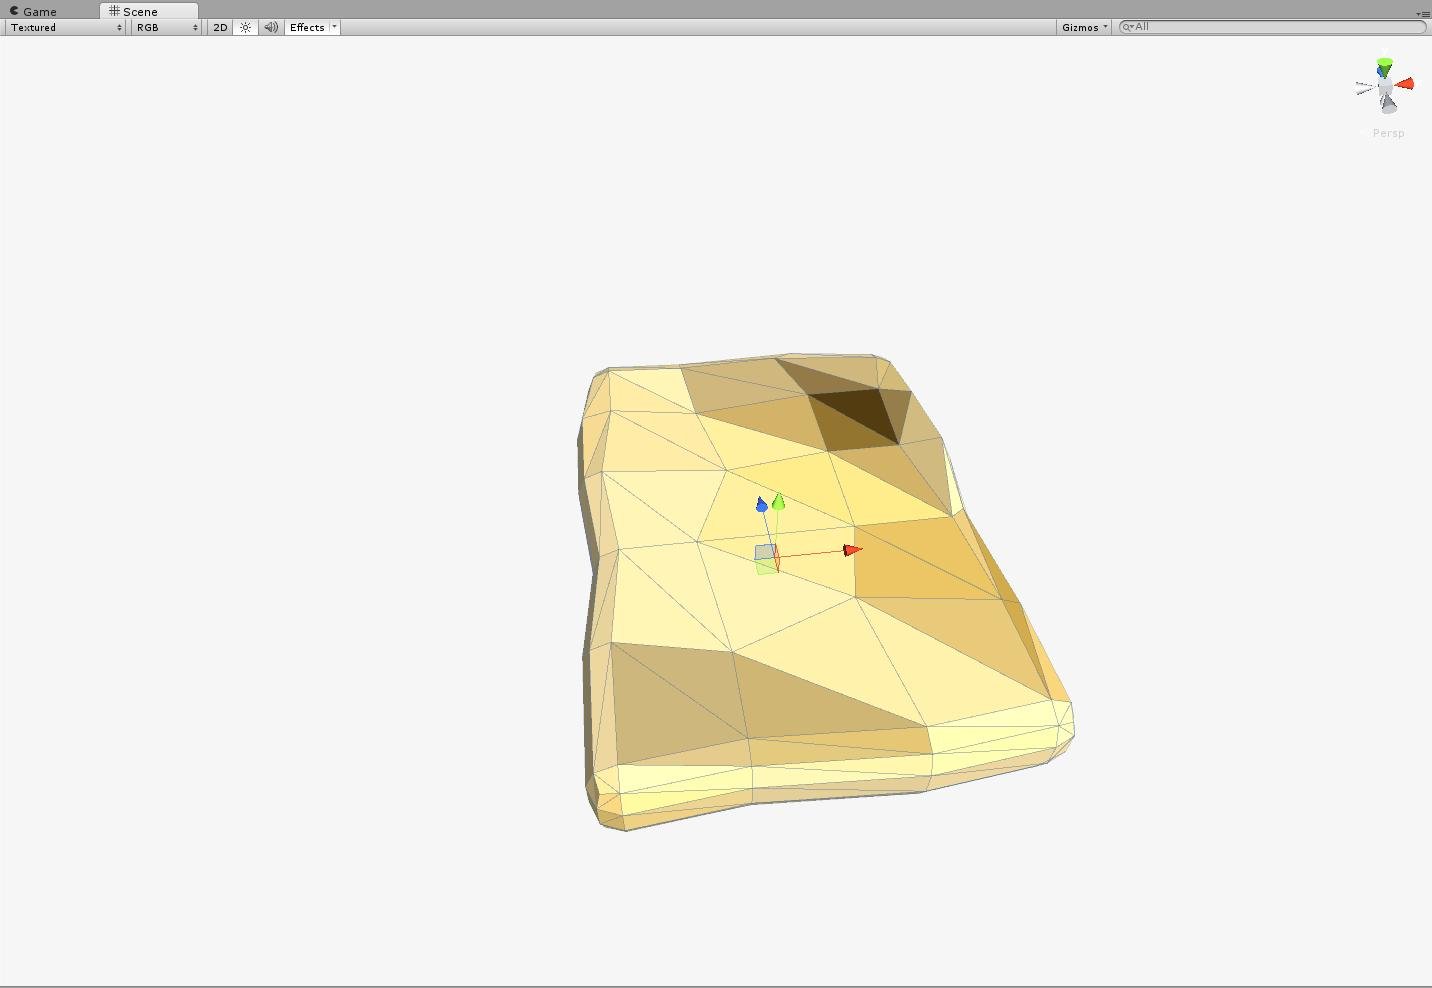 Game Scene
Textured RGB 2D Effects Gizmos All
y
Persp